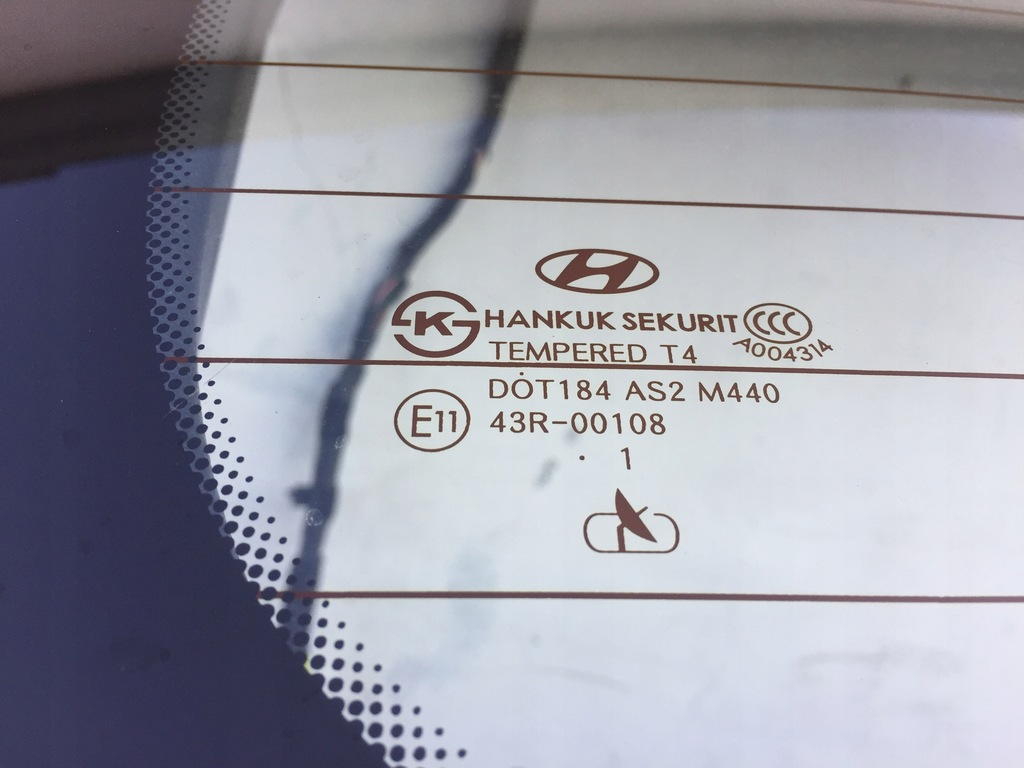 HANKUK SEKURIT CCC
K
A004314
TEMPERED T4
DOT184 AS2 M440
E11 43R-00108
. 1